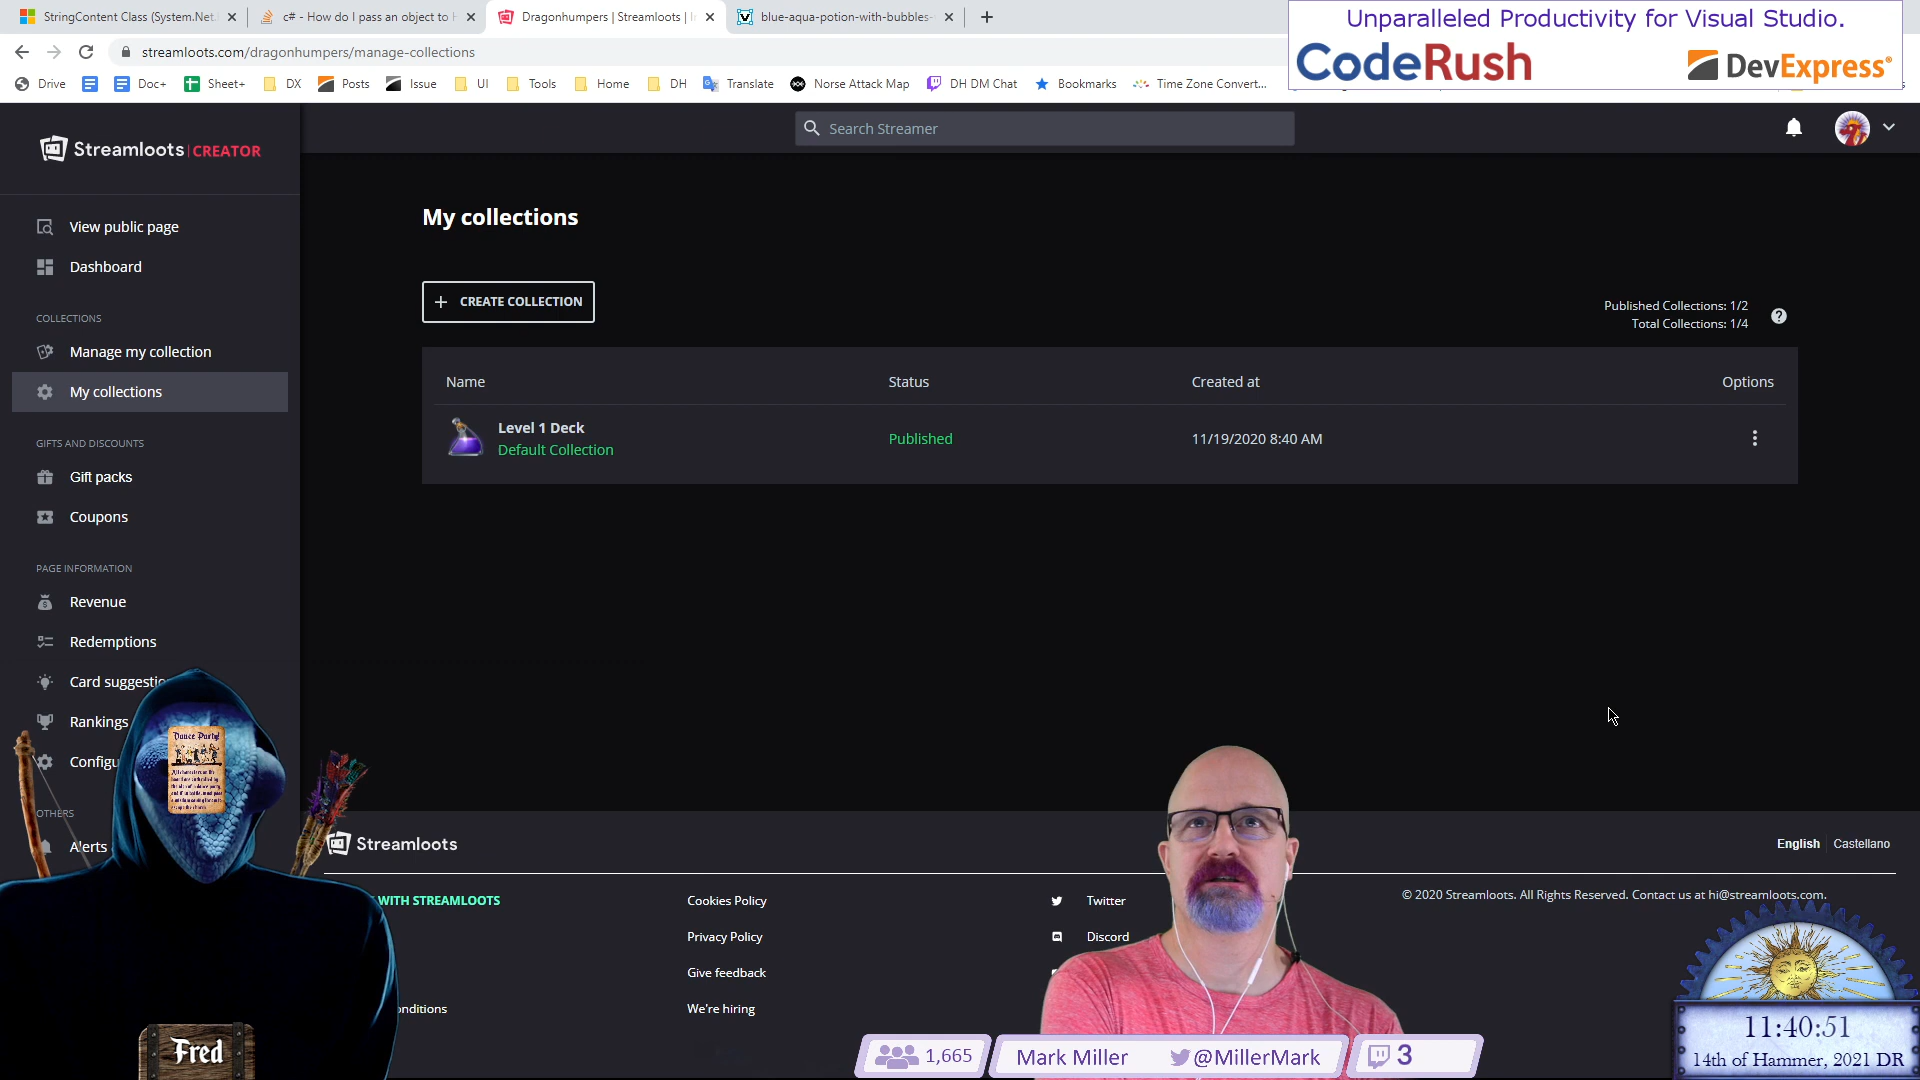 StringContent Class (System.Net.
c# - How do I pass an object to H
Dragonhumpers | Streamloots | I
blue-aqua-potion-with-bubbles-
Unparalleled Productivity for Visual Studio.
CodeRush
DevExpress®
streamloots.com/dragonhumpers/manage-collections
Drive
Doc+
Sheet+
DX
Posts
Issue
UI
Tools
Home
DH
Translate
Norse Attack Map
DH DM Chat
Bookmarks
Time Zone Convert...
Streamloots | CREATOR
Search Streamer
View public page
Dashboard
COLLECTIONS
Manage my collection
My collections
GIFTS AND DISCOUNTS
Gift packs
Coupons
PAGE INFORMATION
Revenue
Redemptions
Card suggestio
Rankings
Configu
OTHERS
Alerts
My collections
+ CREATE COLLECTION
Published Collections: 1/2
Total Collections: 1/4
?
Name
Status
Created at
Options
Level 1 Deck
Default Collection
Published
11/19/2020 8:40 AM
Dance Party!
Fred
Streamloots
English
Castellano
WITH STREAMLOOTS
onditions
Cookies Policy
Privacy Policy
Give feedback
We're hiring
Twitter
Discord
© 2020 Streamloots. All Rights Reserved. Contact us at hi@streamloots.com.
1,665
Mark Miller
@MillerMark
3
11:40:51
14th of Hammer, 2021 DR